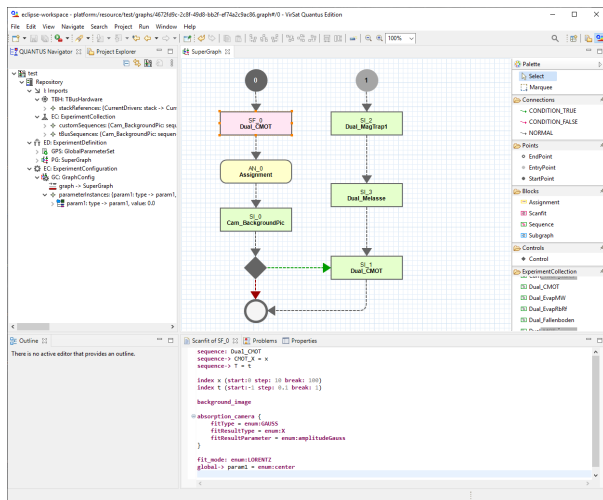 eclipse-workspace - platform:/resource/test/graphs/4672fd9c-2c8f-49d8-bb2f-ef74a2c9ac86.graph#/0 - VirSat Quantus Edition
File Edit View Navigate Search Project Run Window Help
100%
QUANTUS Navigator
Project Explorer
test
Repository
I: Imports
TBH: TBusHardware
stackReferences: {CurrentDrivers: stack -> Curr
EC: ExperimentCollection
customSequences: {Cam_BackgroundPic: sequ
tBusSequences: {Cam_BackgroundPic: seque
ED: ExperimentDefinition
GPS: GlobalParameterSet
PG: SuperGraph
EC: ExperimentConfiguration
GC: GraphConfig
graph -> SuperGraph
parameterInstances: {param1: type -> param1,
param1: type -> param1, value: 0.0
SuperGraph
0
SF_0
Dual_CMOT
AN_0
Assignment
SI_0
Cam_BackgroundPic
1
SI_2
Dual_MagTrap1
SI_3
Dual_Melasse
SI_1
Dual_CMOT
Palette
Select
Marquee
Connections
CONDITION_TRUE
CONDITION_FALSE
NORMAL
Points
EndPoint
EntryPoint
StartPoint
Blocks
Assignment
Scanfit
Sequence
Subgraph
Controls
Control
ExperimentCollection
Dual_CMOT
Dual_EvapMW
Dual_EvapRbRf
Dual_Fallenboden
Outline
There is no active editor that provides an outline.
Scanfit of SF_0
Problems
Properties
sequence: Dual_CMOT
sequence-> CMOT_X = x
sequence-> T = t
index x (start:0 step: 10 break: 100)
index t (start:-1 step: 0.1 break: 1)
background_image
absorption_camera {
fitType = enum:GAUSS
fitResultType = enum:X
fitResultParameter = enum:amplitudeGauss
}
fit_mode: enum:LORENTZ
global-> param1 = enum:center